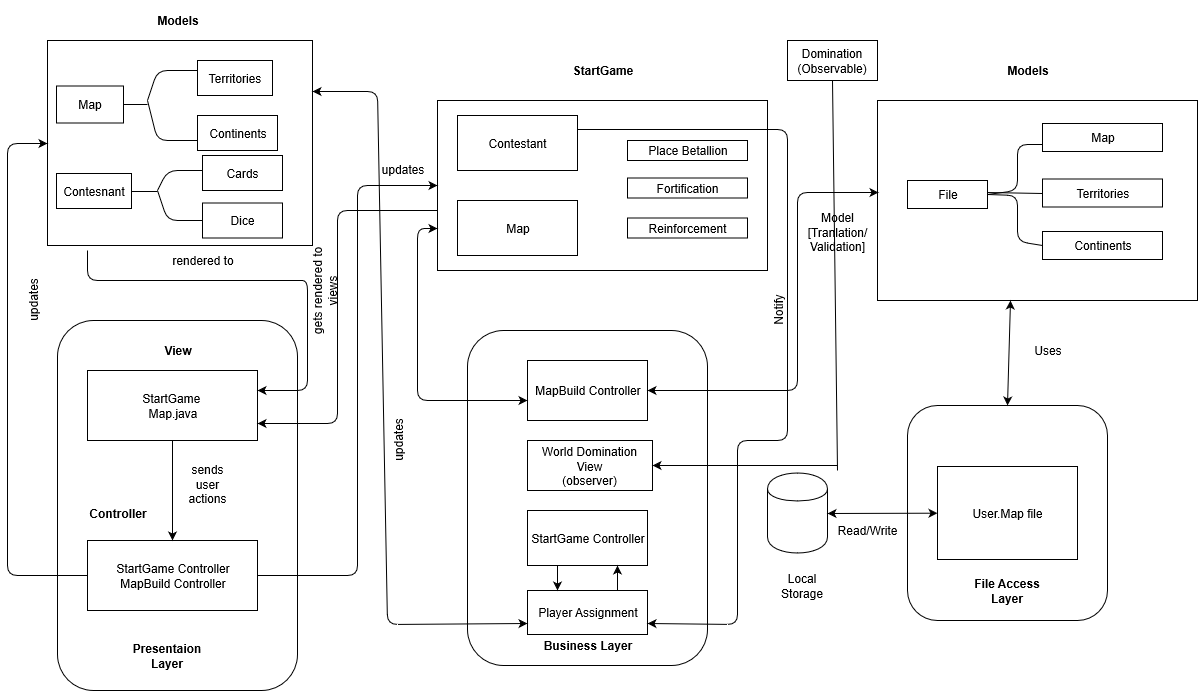 Models
Map
Territories
Continents
Contesnant
Cards
Dice
rendered to
updates
gets rendered to
views
updates
StartGame
Contestant
Map
Place Betallion
Fortification
Reinforcement
Domination
(Observable)
Models
File
Map
Territories
Continents
Model
[Tranlation/
Validation]
Notify
Uses
View
StartGame
Map.java
sends
user
actions
Controller
StartGame Controller
MapBuild Controller
Presentaion
Layer
updates
MapBuild Controller
World Domination
View
(observer)
StartGame Controller
Player Assignment
Business Layer
Local
Storage
Read/Write
User.Map file
File Access
Layer